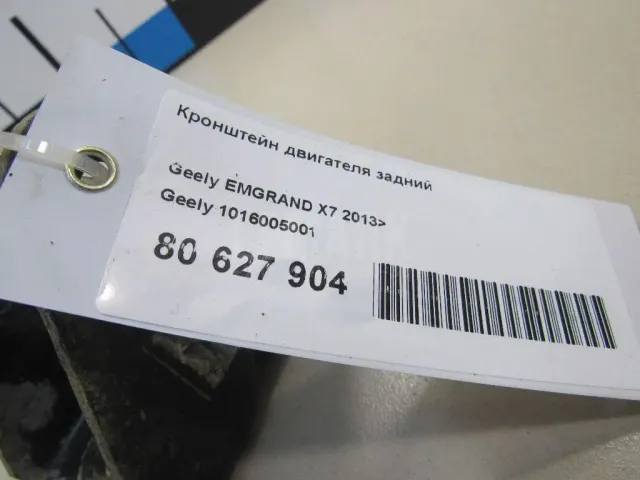 Кронштейн двигателя задний
Geely EMGRAND X7 2013>
Geely 1016005001
80 627 904